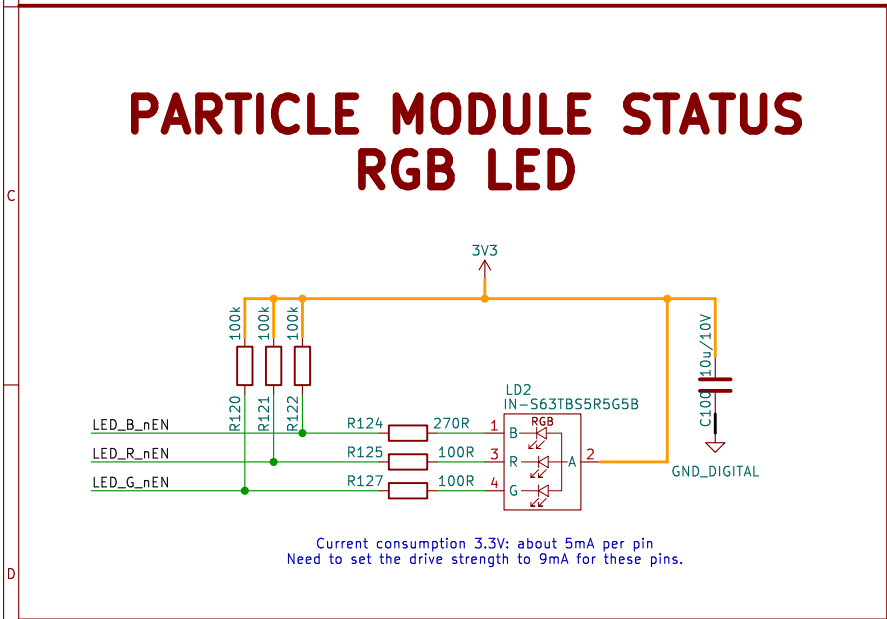 PARTICLE MODULE STATUS
RGB LED
C
3V3
100k
100k
100k
10u/10V
C100
R120
R121
R122
LD2
IN-S63TBS5R5G5B
LED_B_nEN
R124
270R
1
B
RGB
LED_R_nEN
R125
100R
3
R
A
2
LED_G_nEN
R127
100R
4
G
GND_DIGITAL
Current consumption 3.3V: about 5mA per pin
Need to set the drive strength to 9mA for these pins.
D